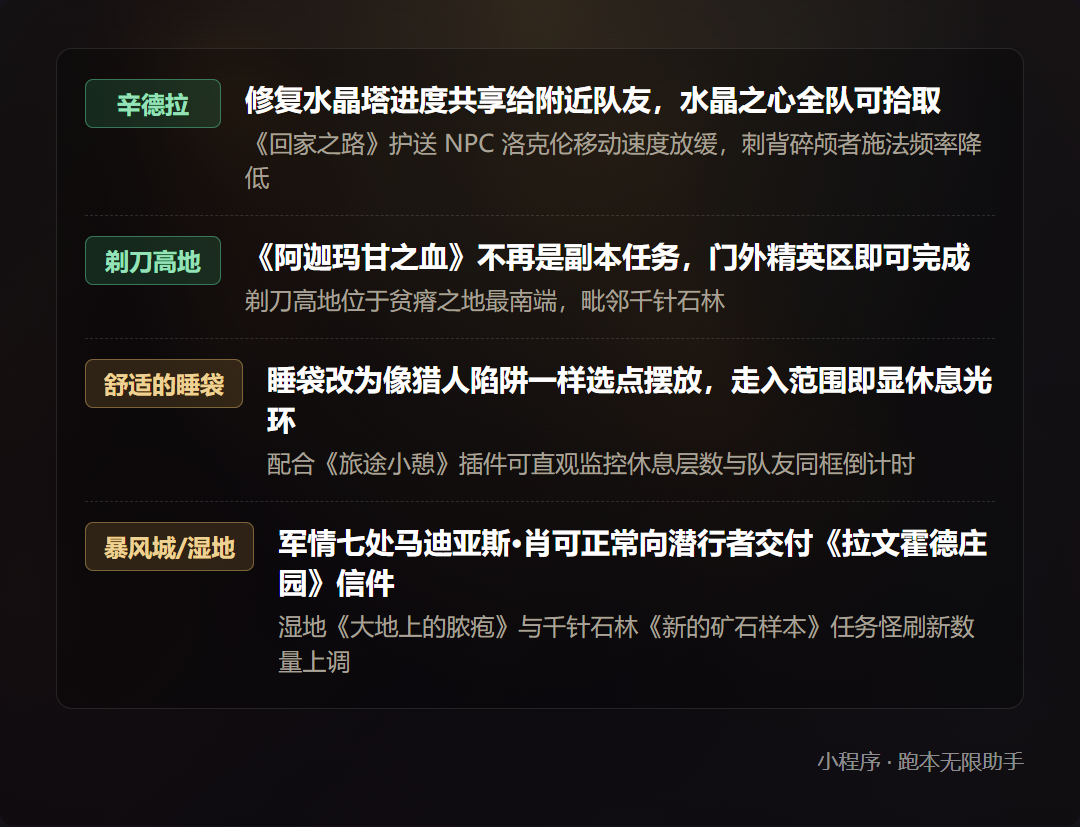 辛德拉
修复水晶塔进度共享给附近队友，水晶之心全队可拾取
《回家之路》护送 NPC 洛克伦移动速度放缓，刺背碎颅者施法频率降
低
剃刀高地
《阿迦玛甘之血》不再是副本任务，门外精英区即可完成
剃刀高地位于贫瘠之地最南端，毗邻千针石林
舒适的睡袋
睡袋改为像猎人陷阱一样选点摆放，走入范围即显休息光
环
配合《旅途小憩》插件可直观监控休息层数与队友同框倒计时
暴风城/湿地
军情七处马迪亚斯·肖可正常向潜行者交付《拉文霍德庄
园》信件
湿地《大地上的脓疱》与千针石林《新的矿石样本》任务怪刷新数
量上调
小程序 · 跑本无限助手